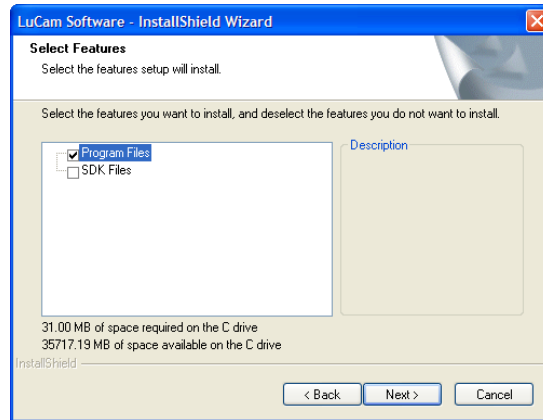 LuCam Software - InstallShield Wizard
Select Features
Select the features setup will install.
Select the features you want to install, and deselect the features you do not want to install.
Program Files
SDK Files
Description
31.00 MB of space required on the C drive
35717.19 MB of space available on the C drive
InstallShield
< Back
Next >
Cancel